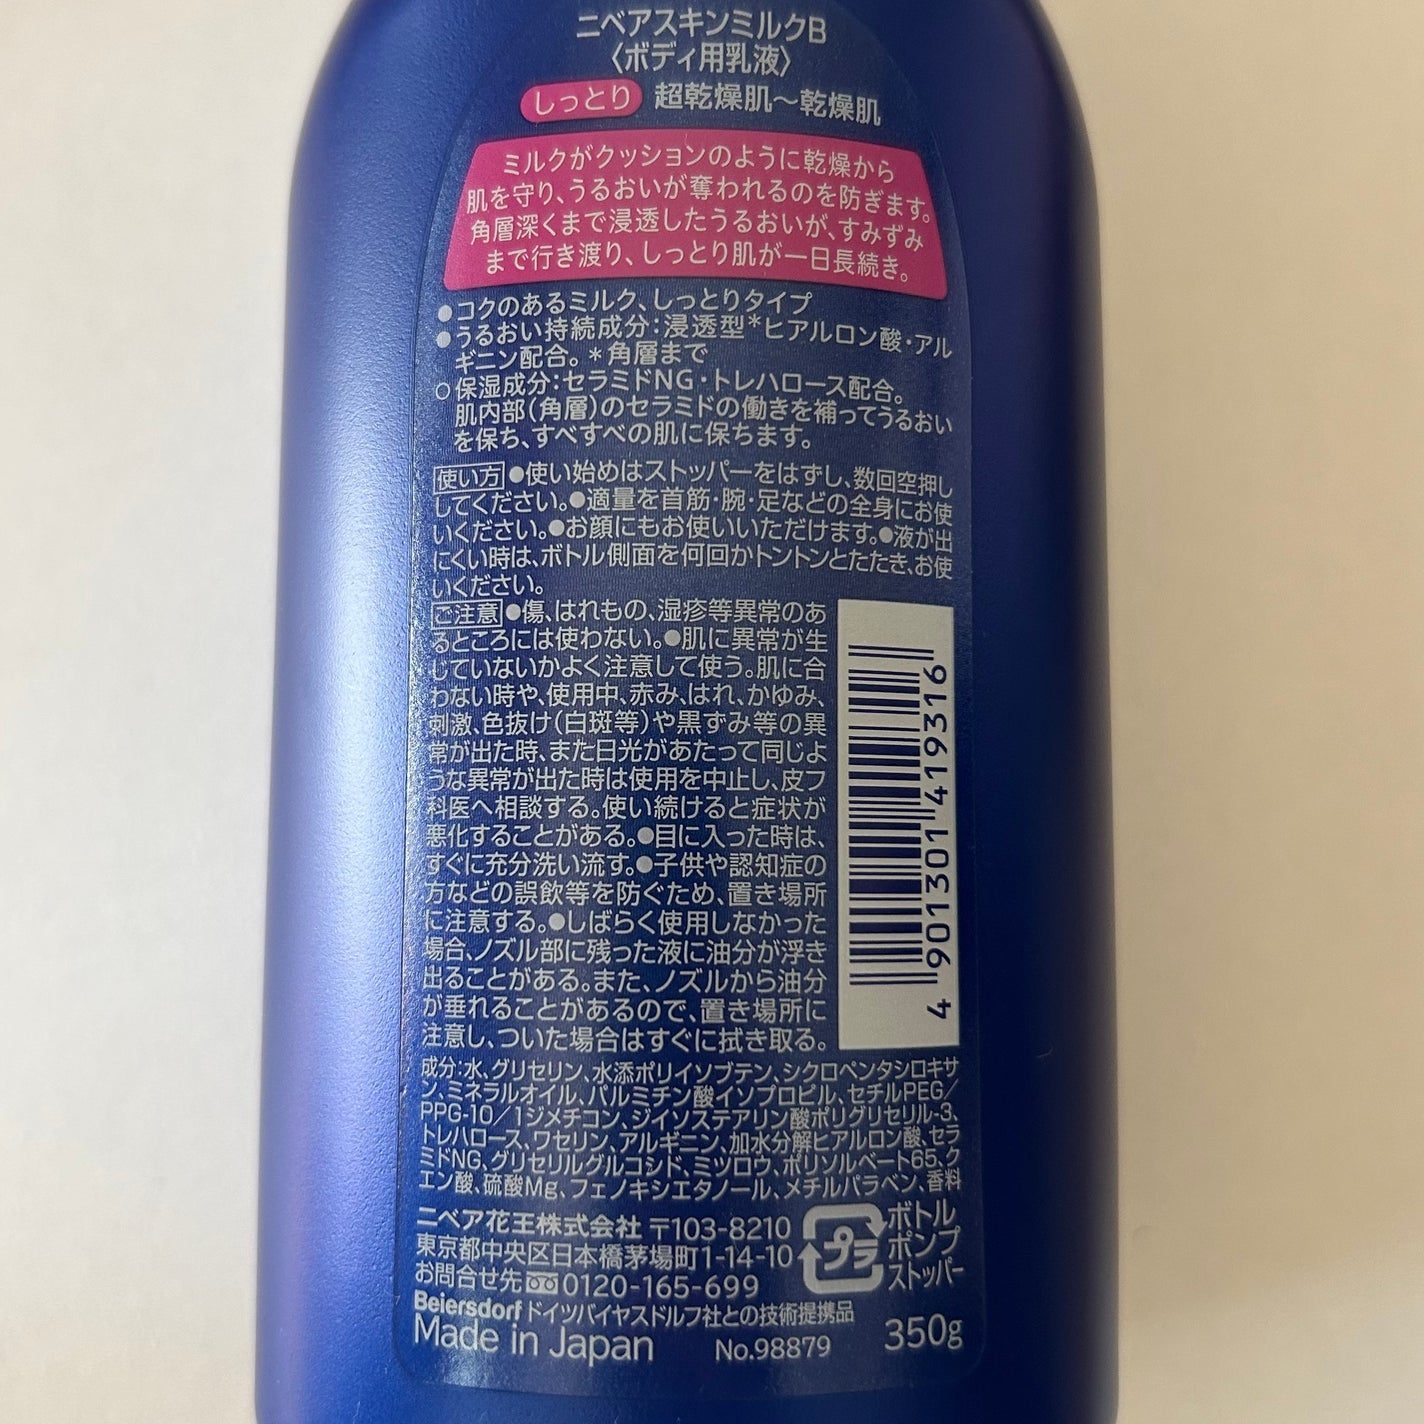 ニベアスキンミルクB
〈ボディ用乳液〉
しっとり 超乾燥肌〜乾燥肌
ミルクがクッションのように乾燥から
肌を守り、うるおいが奪われるのを防ぎます。
角層深くまで浸透したうるおいが、すみずみ
まで行き渡り、しっとり肌が一日長続き。
●コクのあるミルク、しっとりタイプ
●うるおい持続成分：浸透型*ヒアルロン酸・アル
ギニン配合。*角層まで
○保湿成分：セラミドNG・トレハロース配合。
肌内部(角層)のセラミドの働きを補ってうるおい
を保ち、すべすべの肌に保ちます。
使い方 ●使い始めはストッパーをはずし、数回空押し
してください。●適量を首筋・腕・足などの全身にお使
いください。●お顔にもお使いいただけます。●液が出
にくい時は、ボトル側面を何回かトントンとたたき、お使
いください。
ご注意 ●傷、はれもの、湿疹等異常のあ
るところには使わない。●肌に異常が生
じていないかよく注意して使う。肌に合
わない時や、使用中、赤み、はれ、かゆみ、
刺激、色抜け(白斑等)や黒ずみ等の異
常が出た時、また日光があたって同じよ
うな異常が出た時は使用を中止し、皮フ
科医へ相談する。使い続けると症状が
悪化することがある。●目に入った時は、
すぐに充分洗い流す。●子供や認知症の
方などの誤飲等を防ぐため、置き場所
に注意する。●しばらく使用しなかった
場合、ノズル部に残った液に油分が浮き
出ることがある。また、ノズルから油分
が垂れることがあるので、置き場所に
注意し、ついた場合はすぐに拭き取る。
4 901301 419316
成分：水、グリセリン、水添ポリイソブテン、シクロペンタシロキサ
ン、ミネラルオイル、パルミチン酸イソプロピル、セチルPEG/
PPG-10/1ジメチコン、ジイソステアリン酸ポリグリセリル-3、
トレハロース、ワセリン、アルギニン、加水分解ヒアルロン酸、セラ
ミドNG、グリセリルグルコシド、ミツロウ、ポリソルベート65、ク
エン酸、硫酸Mg、フェノキシエタノール、メチルパラベン、香料
ニベア花王株式会社 〒103-8210
東京都中央区日本橋茅場町1-14-10
お問合せ先 0120-165-699
プラ
ボトル
ポンプ
ストッパー
Beiersdorf ドイツバイヤスドルフ社との技術提携品
Made in Japan No.98879 350g